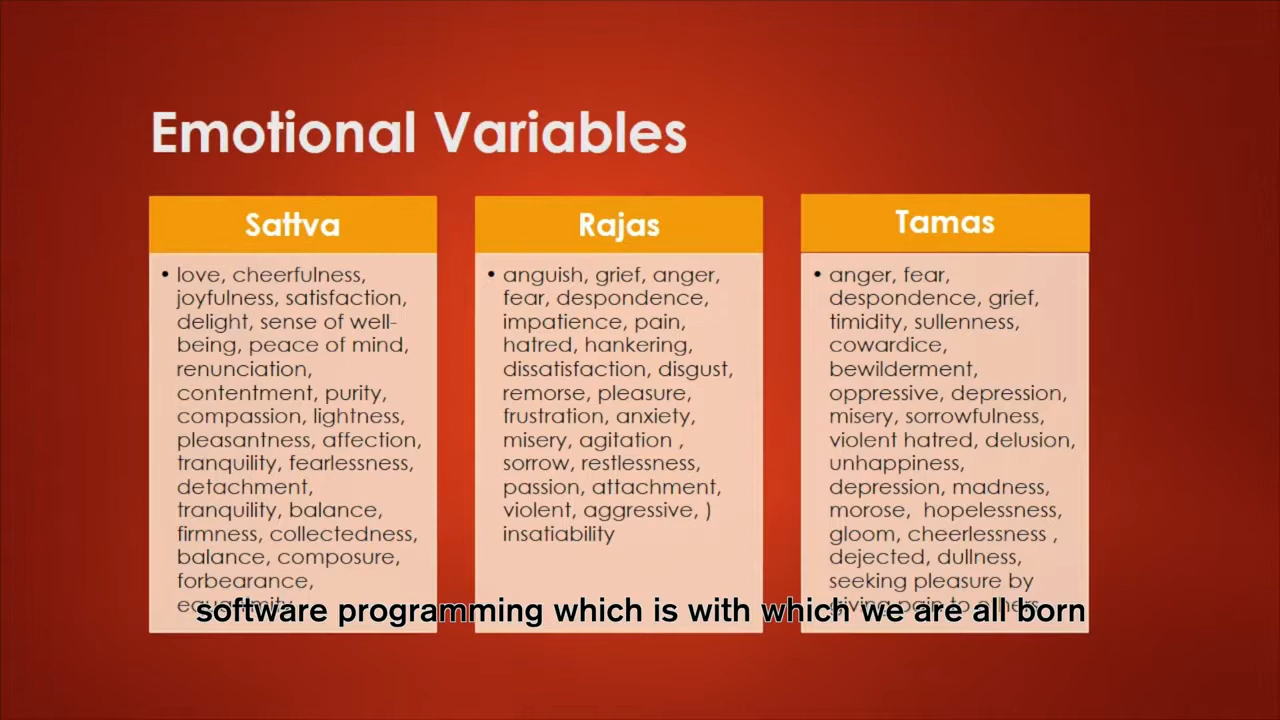 Emotional Variables
Sattva
• love, cheerfulness,
joyfulness, satisfaction,
delight, sense of well-
being, peace of mind,
renunciation,
contentment, purity,
compassion, lightness,
pleasantness, affection,
tranquility, fearlessness,
detachment,
tranquility, balance,
firmness, collectedness,
balance, composure,
forbearance,
Rajas
• anguish, grief, anger,
fear, despondence,
impatience, pain,
hatred, hankering,
dissatisfaction, disgust,
remorse, pleasure,
frustration, anxiety,
misery, agitation ,
sorrow, restlessness,
passion, attachment,
violent, aggressive, )
insatiability
Tamas
• anger, fear,
despondence, grief,
timidity, sullenness,
cowardice,
bewilderment,
oppressive, depression,
misery, sorrowfulness,
violent hatred, delusion,
unhappiness,
depression, madness,
morose, hopelessness,
gloom, cheerlessness ,
dejected, dullness,
seeking pleasure by
giving pain to others
software programming which is with which we are all born